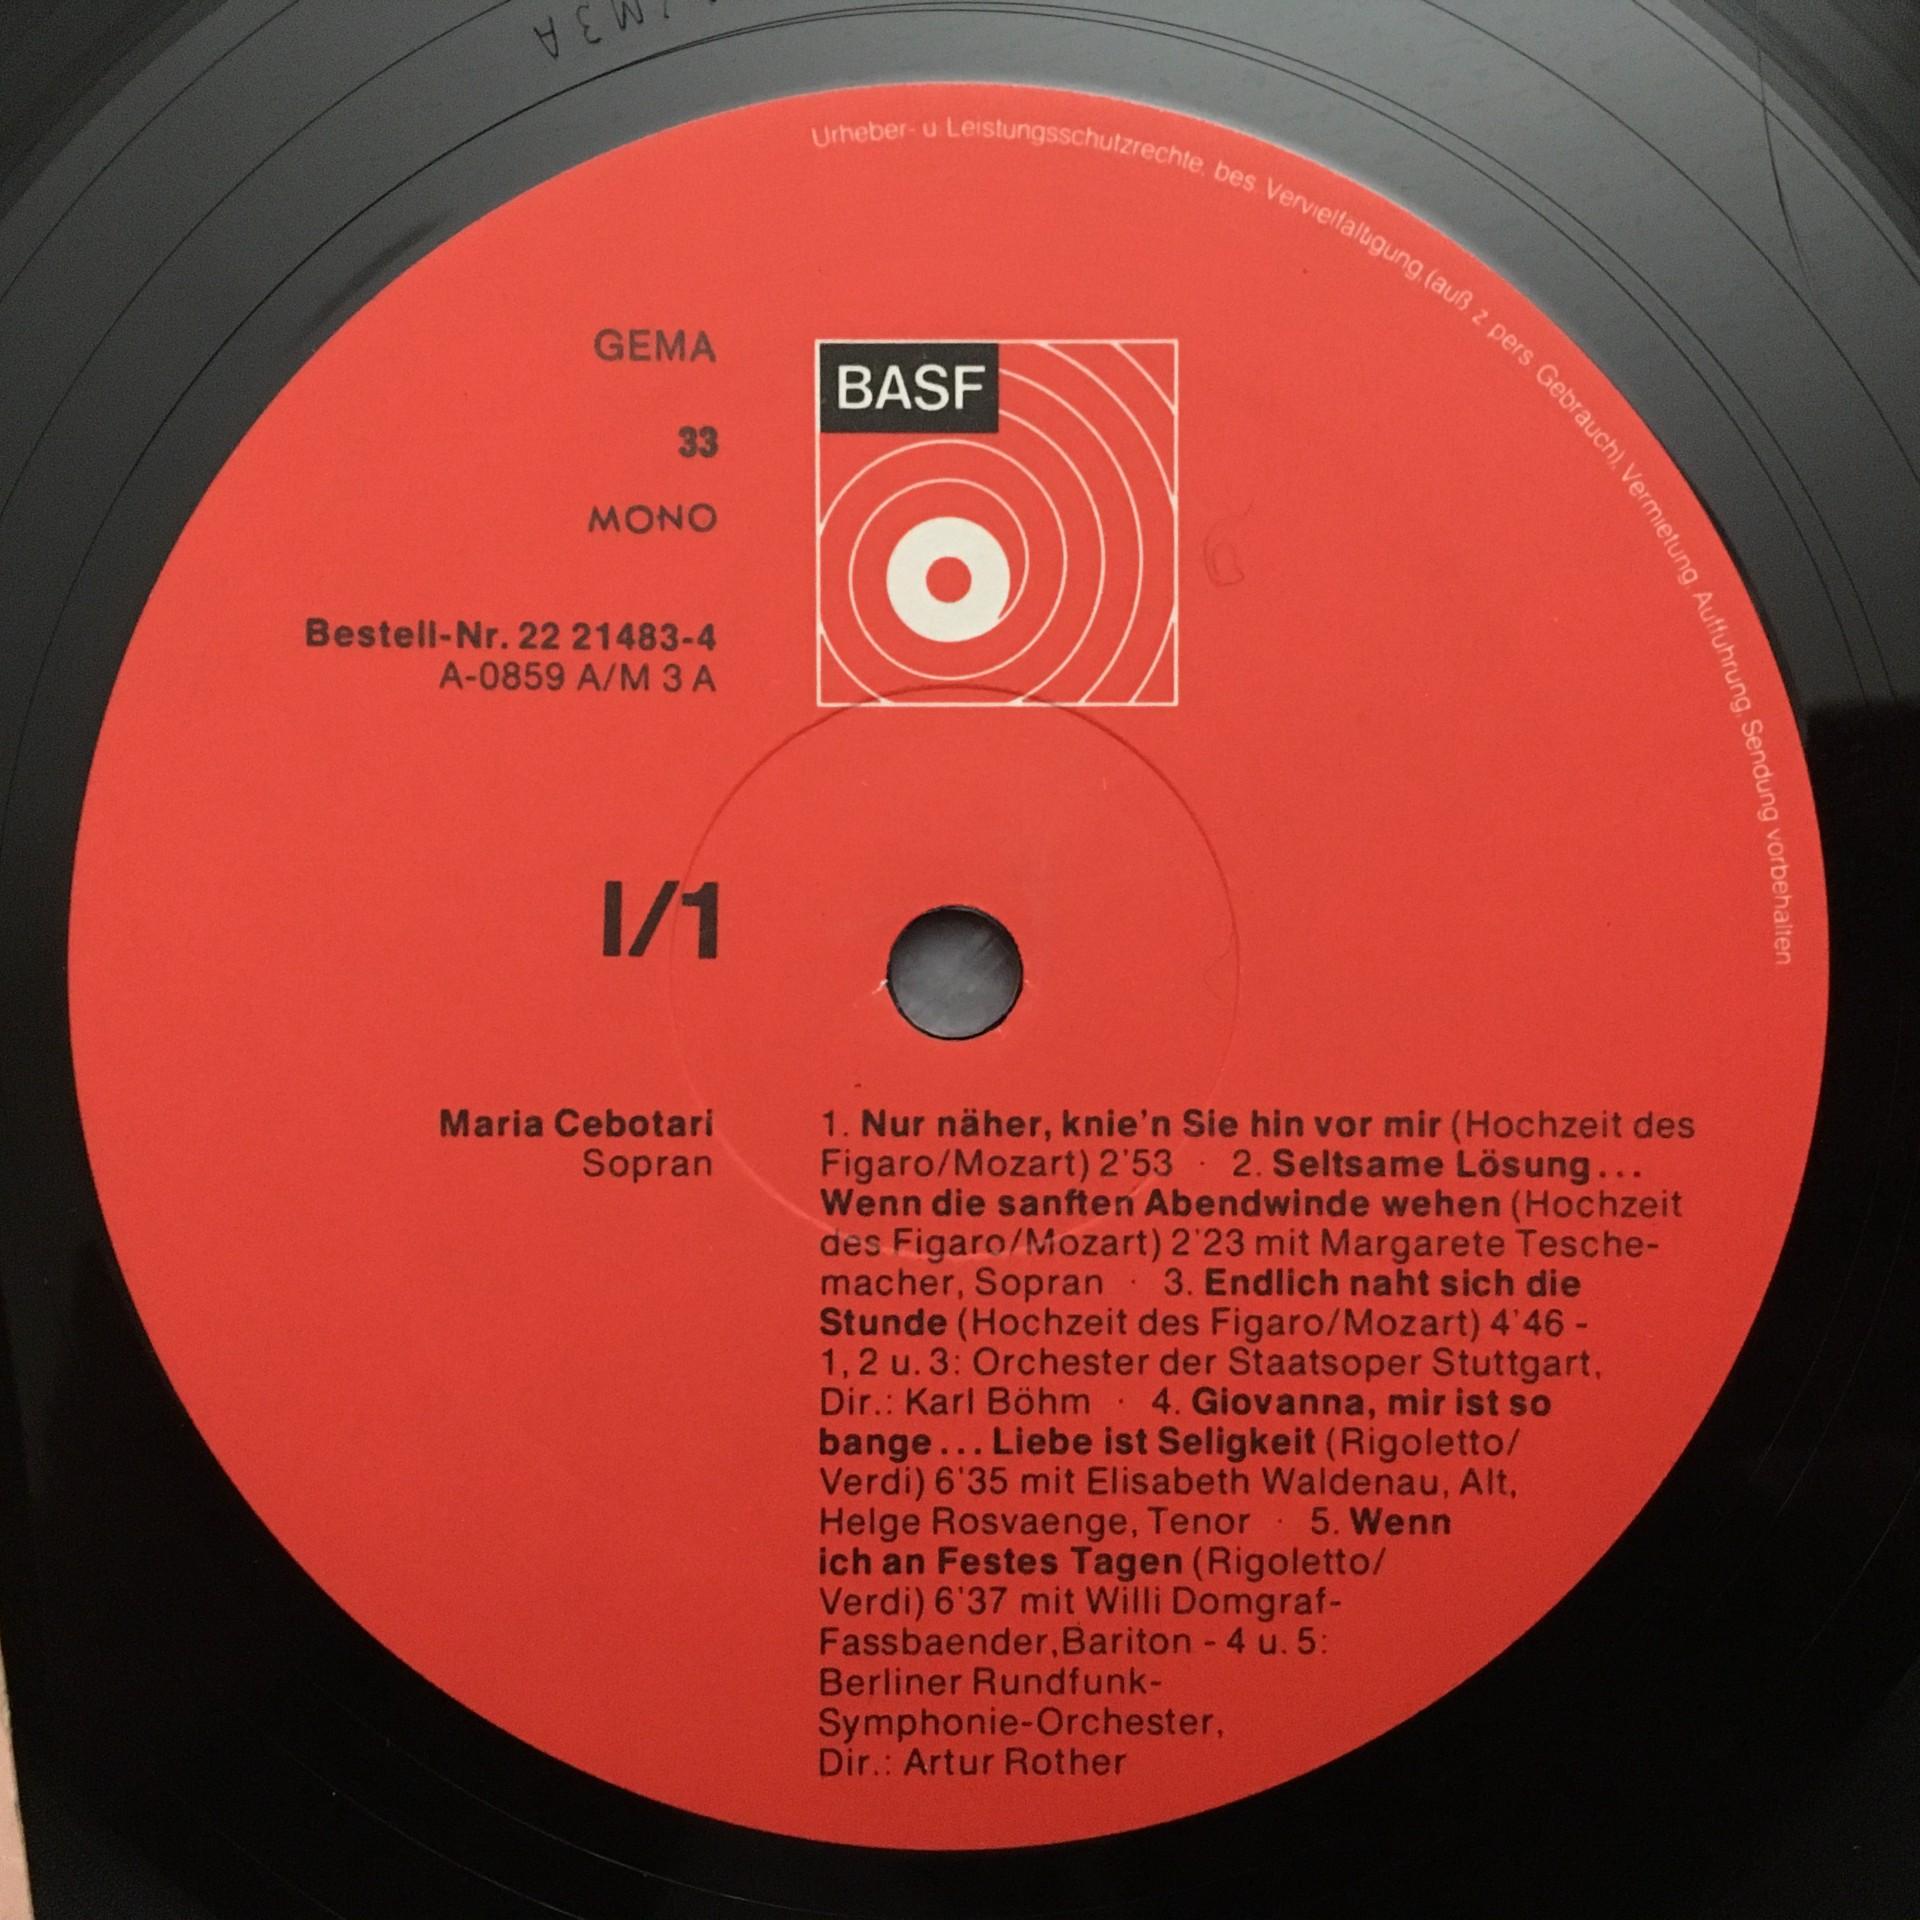 M3A
Urheber- u Leistungsschutzrechte, bes. Vervielfältigung,(auß z pers Gebrauch), Vermietung, Aufführung, Sendung vorbehalten
GEMA
BASF
33
MONO
Bestell-Nr. 22 21483-4
A-0859 A/M 3 A
I/1
Maria Cebotari
Sopran
1. Nur näher, knie'n Sie hin vor mir (Hochzeit des
Figaro/Mozart) 2'53 · 2. Seltsame Lösung...
Wenn die sanften Abendwinde wehen (Hochzeit
des Figaro/Mozart) 2'23 mit Margarete Tesche-
macher, Sopran · 3. Endlich naht sich die
Stunde (Hochzeit des Figaro/Mozart) 4'46 -
1, 2 u. 3: Orchester der Staatsoper Stuttgart,
Dir.: Karl Böhm · 4. Giovanna, mir ist so
bange... Liebe ist Seligkeit (Rigoletto/
Verdi) 6'35 mit Elisabeth Waldenau, Alt,
Helge Rosvaenge, Tenor · 5. Wenn
ich an Festes Tagen (Rigoletto/
Verdi) 6'37 mit Willi Domgraf-
Fassbaender,Bariton - 4 u. 5:
Berliner Rundfunk-
Symphonie-Orchester,
Dir.: Artur Rother